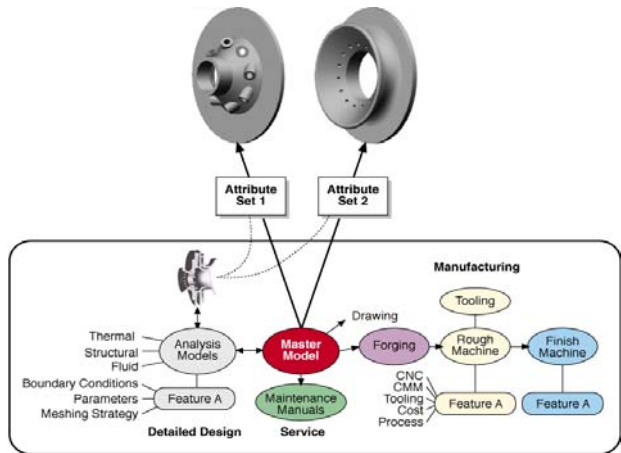 Attribute
Set 1
Attribute
Set 2
Manufacturing
Tooling
Drawing
Thermal
Structural
Fluid
Analysis
Models
Master
Model
Forging
Rough
Machine
Finish
Machine
Boundary Conditions
Parameters
Meshing Strategy
Feature A
Maintenance
Manuals
CNC
CMM
Tooling
Cost
Process
Feature A
Feature A
Detailed Design
Service